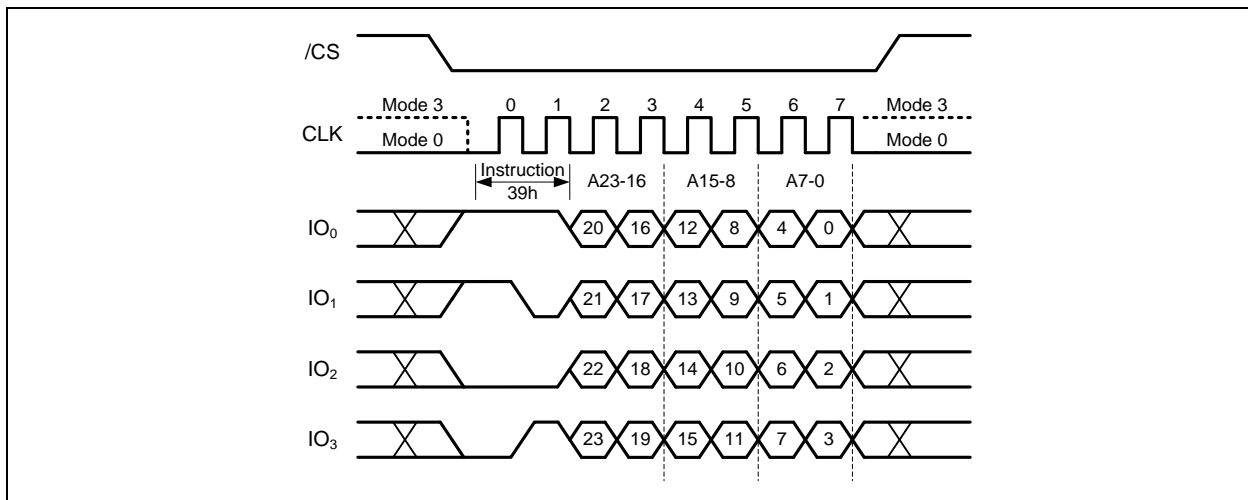 /CS
Mode 3 0 1 2 3 4 5 6 7 Mode 3
CLK
Mode 0 Mode 0
Instruction
39h
A23-16 A15-8 A7-0
IO0 20 16 12 8 4 0
IO1 21 17 13 9 5 1
IO2 22 18 14 10 6 2
IO3 23 19 15 11 7 3